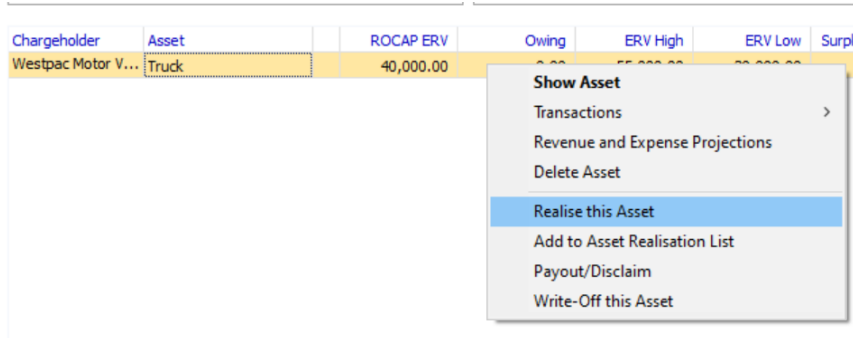 Chargeholder Asset ROCAP ERV Owing ERV High ERV Low
Westpac Motor V... Truck 40,000.00
Show Asset
Transactions
Revenue and Expense Projections
Delete Asset
Realise this Asset
Add to Asset Realisation List
Payout/Disclaim
Write-Off this Asset